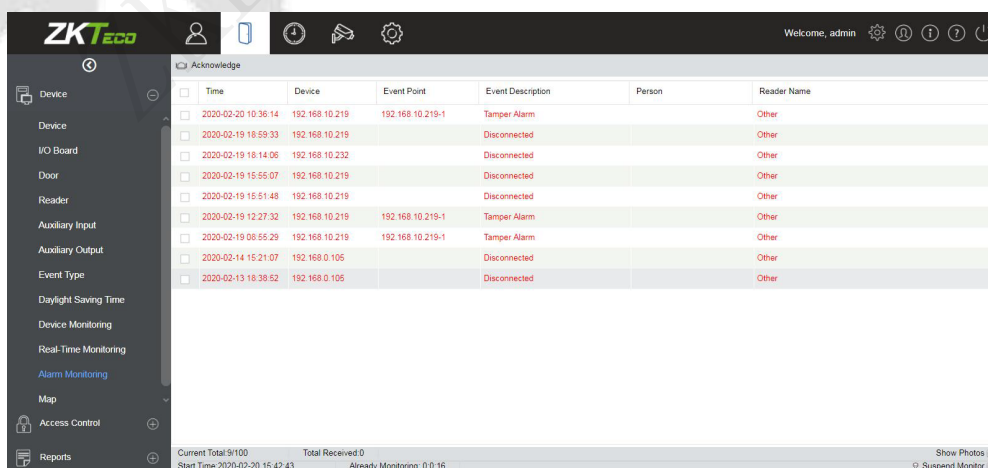 ZKTeco
Welcome, admin
Acknowledge
Device
Device
I/O Board
Door
Reader
Auxiliary Input
Auxiliary Output
Event Type
Daylight Saving Time
Device Monitoring
Real-Time Monitoring
Alarm Monitoring
Map
Access Control
Reports
Time Device Event Point Event Description Person Reader Name
2020-02-20 10:36:14 192.168.10.219 192.168.10.219-1 Tamper Alarm Other
2020-02-19 18:59:33 192.168.10.219 Disconnected Other
2020-02-19 18:14:06 192.168.10.232 Disconnected Other
2020-02-19 15:55:07 192.168.10.219 Disconnected Other
2020-02-19 15:51:48 192.168.10.219 Disconnected Other
2020-02-19 12:27:32 192.168.10.219 192.168.10.219-1 Tamper Alarm Other
2020-02-19 08:55:29 192.168.10.219 192.168.10.219-1 Tamper Alarm Other
2020-02-14 15:21:07 192.168.0.105 Disconnected Other
2020-02-13 18:38:52 192.168.0.105 Disconnected Other
Current Total:9/100 Total Received:0 Show Photos
Start Time:2020-02-20 15:42:43 Already Monitoring: 0:0:16 Suspend Monitor